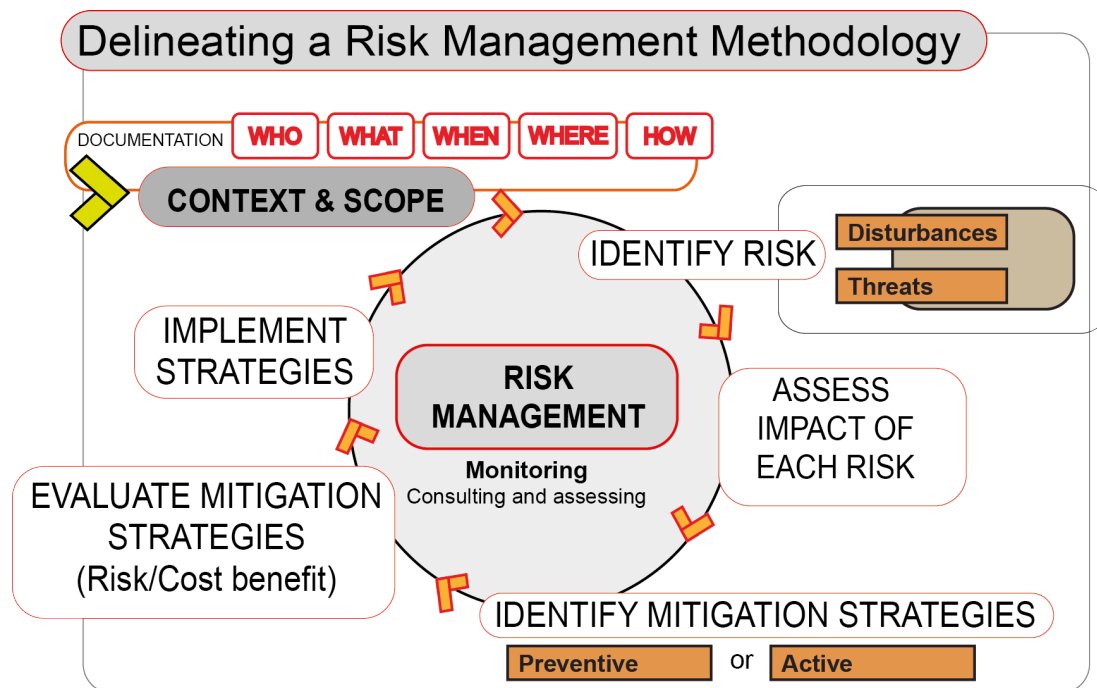 Delineating a Risk Management Methodology
DOCUMENTATION WHO WHAT WHEN WHERE HOW
CONTEXT & SCOPE
IDENTIFY RISK
Disturbances
Threats
ASSESS
IMPACT OF
EACH RISK
IDENTIFY MITIGATION STRATEGIES
Preventive or Active
EVALUATE MITIGATION
STRATEGIES
(Risk/Cost benefit)
IMPLEMENT
STRATEGIES
RISK
MANAGEMENT
Monitoring
Consulting and assessing